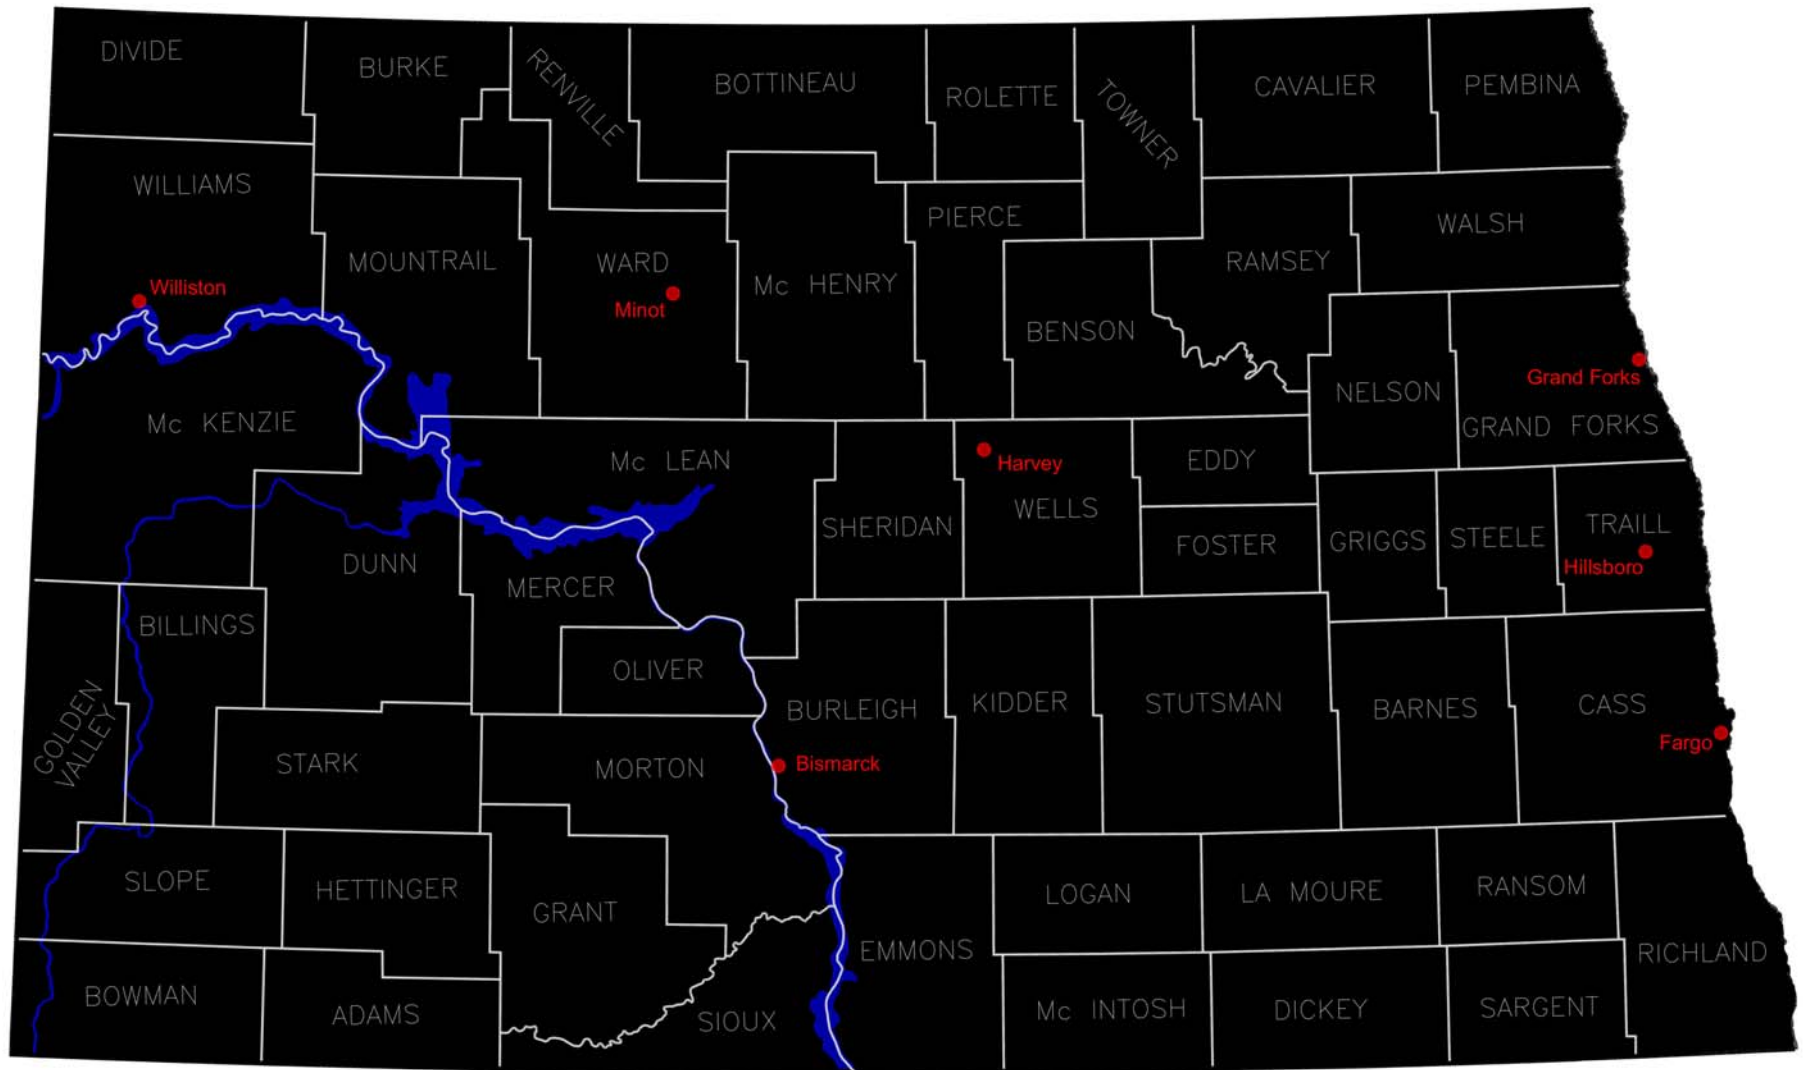 DIVIDE
BURKE
RENVILLE
BOTTINEAU
ROLETTE
TOWNER
CAVALIER
PEMBINA
WILLIAMS
MOUNTRAIL
WARD
Mc HENRY
PIERCE
BENSON
RAMSEY
WALSH
Williston
Minot
Grand Forks
Mc KENZIE
Mc LEAN
Harvey
WELLS
EDDY
NELSON
GRAND FORKS
DUNN
MERCER
SHERIDAN
FOSTER
GRIGGS
STEELE
TRAILL
Hillsboro
BILLINGS
OLIVER
BURLEIGH
KIDDER
STUTSMAN
BARNES
CASS
Fargo
GOLDEN
VALLEY
STARK
MORTON
Bismarck
SLOPE
HETTINGER
GRANT
EMMONS
LOGAN
LA MOURE
RANSOM
RICHLAND
BOWMAN
ADAMS
SIOUX
Mc INTOSH
DICKEY
SARGENT